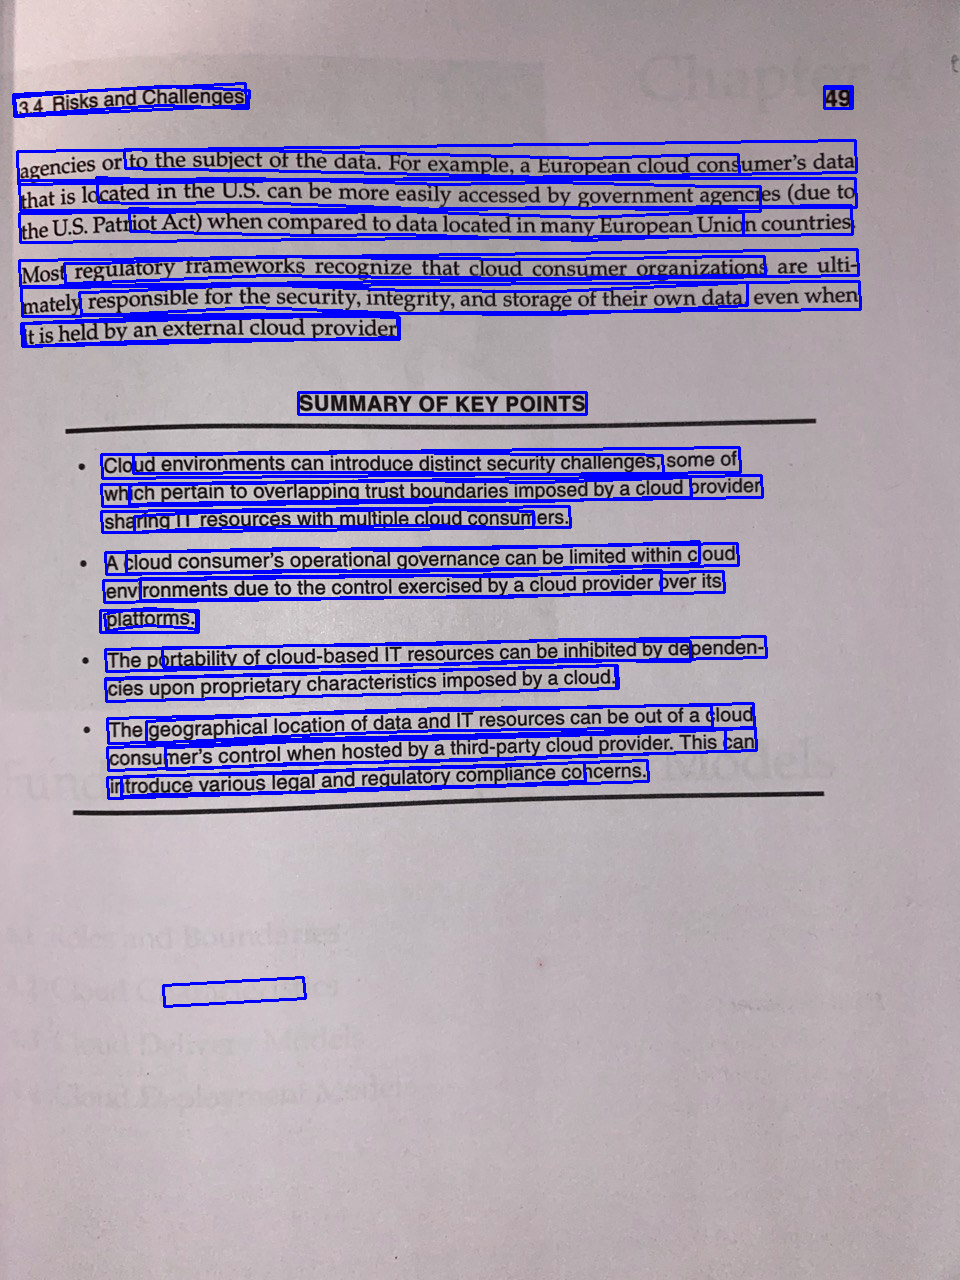 3.4 Risks and Challenges
49
agencies or to the subject of the data. For example, a European cloud consumer's data
that is located in the U.S. can be more easily accessed by government agencies (due to
the U.S. Patriot Act) when compared to data located in many European Union countries.
Most regulatory frameworks recognize that cloud consumer organizations are ulti-
mately responsible for the security, integrity, and storage of their own data, even when
it is held by an external cloud provider.
SUMMARY OF KEY POINTS
• Cloud environments can introduce distinct security challenges, some of
which pertain to overlapping trust boundaries imposed by a cloud provider
sharing IT resources with multiple cloud consumers.
• A cloud consumer's operational governance can be limited within cloud
environments due to the control exercised by a cloud provider over its
platforms.
• The portability of cloud-based IT resources can be inhibited by dependen-
cies upon proprietary characteristics imposed by a cloud.
• The geographical location of data and IT resources can be out of a cloud
consumer's control when hosted by a third-party cloud provider. This can
introduce various legal and regulatory compliance concerns.